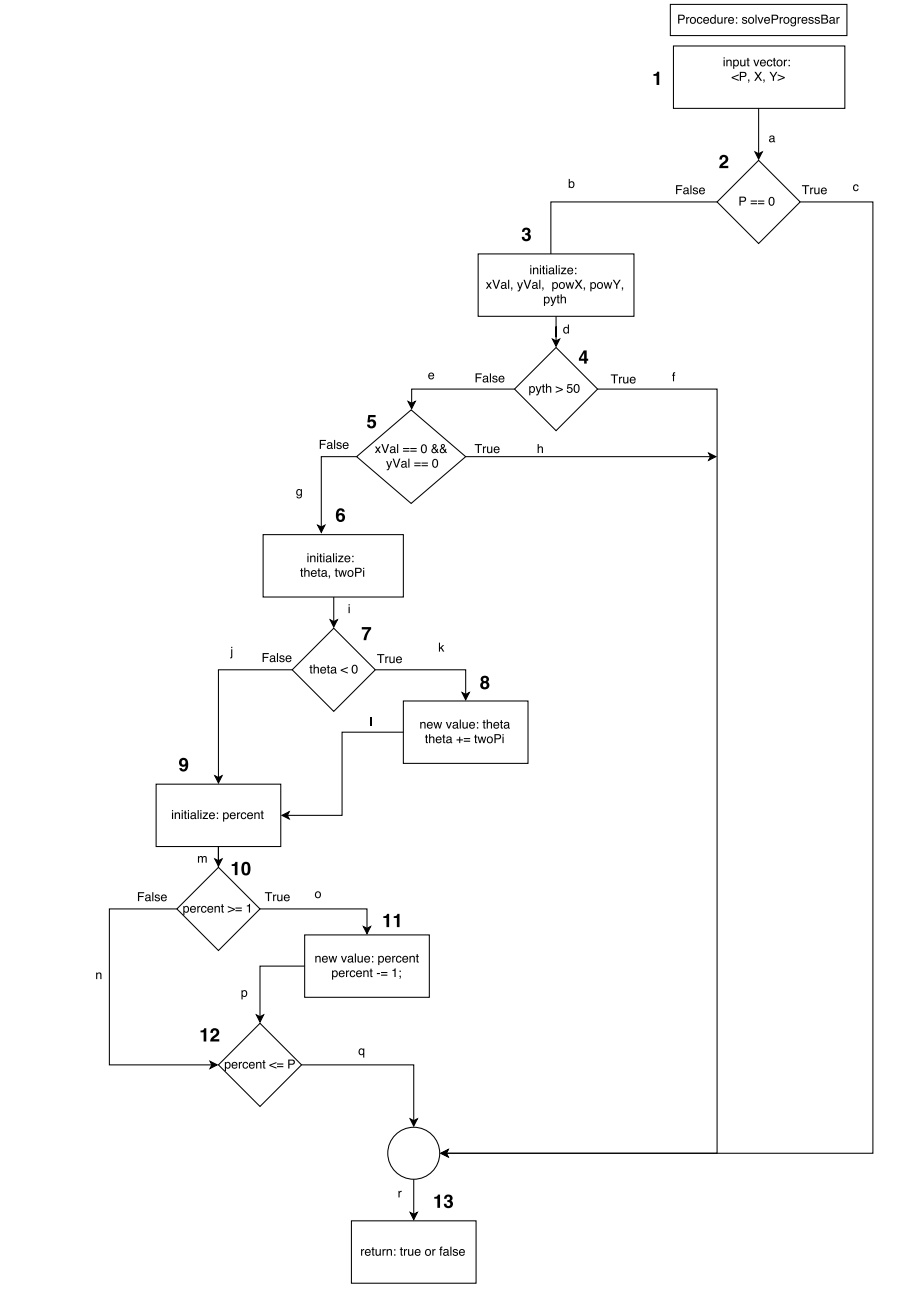 Procedure: solveProgressBar
input vector:
<P, X, Y>
1
a
2
b
False
P == 0
True
c
3
initialize:
xVal, yVal, powX, powY,
pyth
d
4
e
False
pyth > 50
True
f
5
False
xVal == 0 &&
yVal == 0
True
h
g
6
initialize:
theta, twoPi
i
7
j
False
theta < 0
True
k
8
new value: theta
theta += twoPi
l
9
initialize: percent
m
10
False
percent >= 1
True
o
11
new value: percent
percent -= 1;
n
p
12
percent <= P
q
r
13
return: true or false